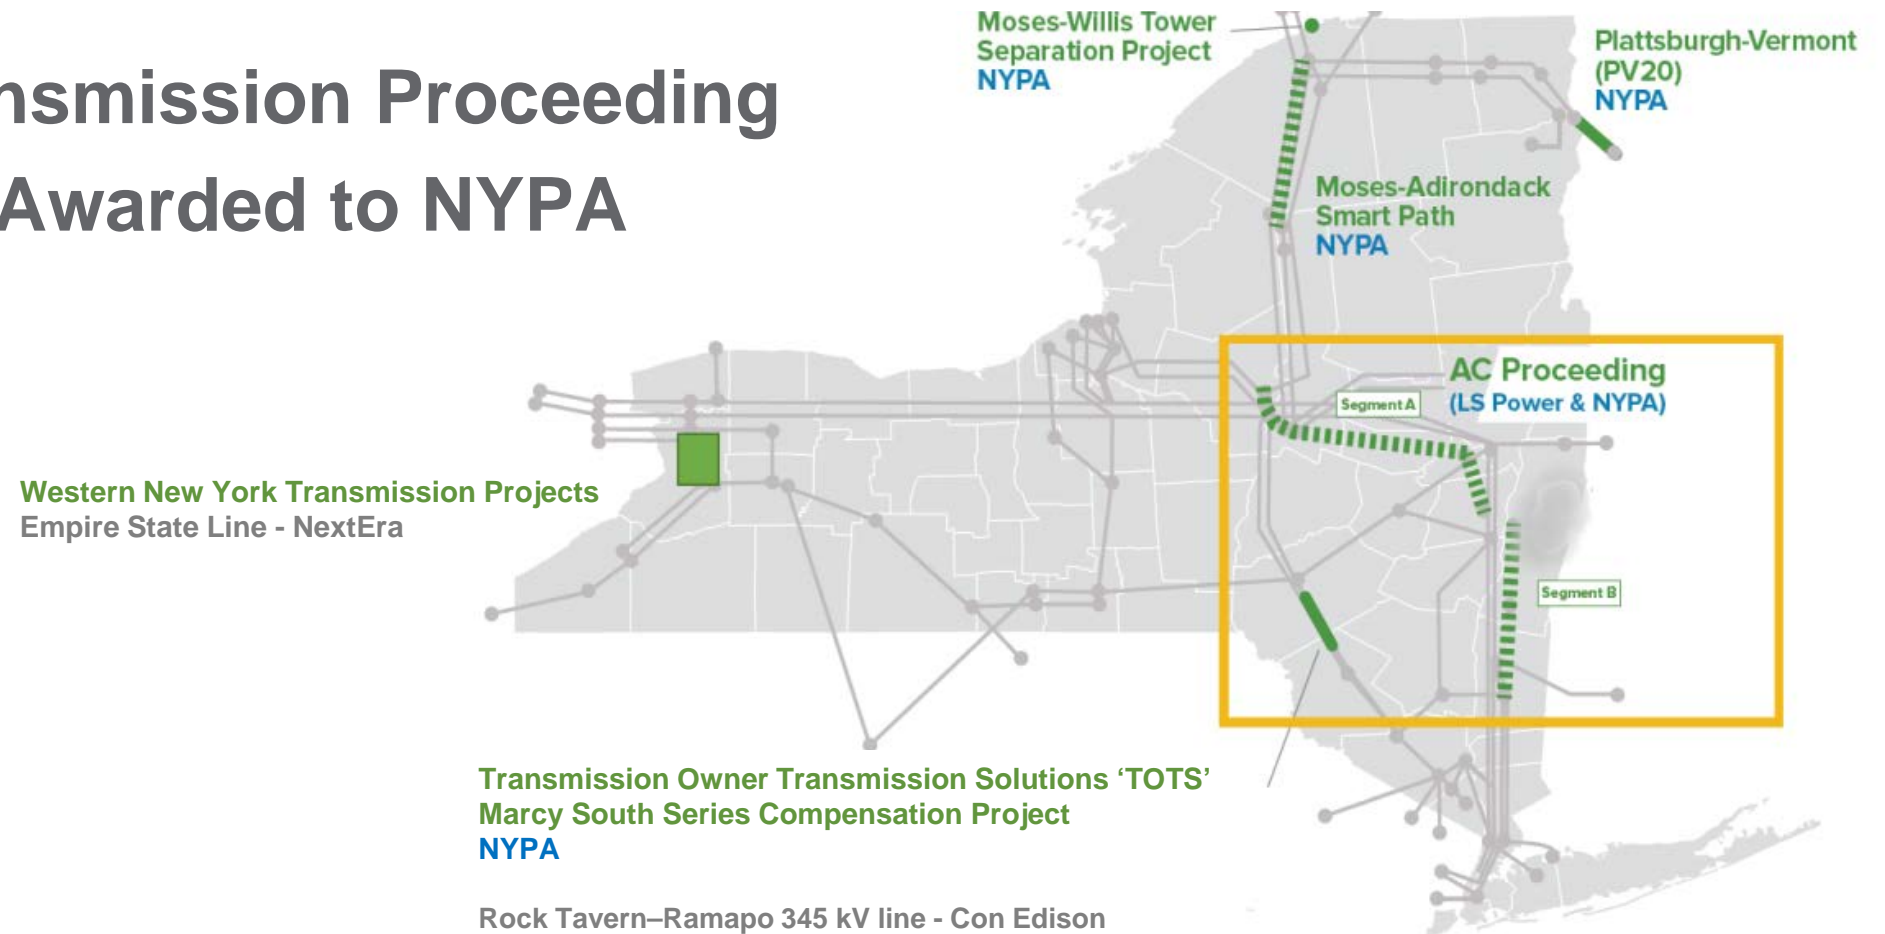 nsmission Proceeding
Awarded to NYPA
Moses-Willis Tower
Separation Project
NYPA
Plattsburgh-Vermont
(PV20)
NYPA
Moses-Adirondack
Smart Path
NYPA
AC Proceeding
(LS Power & NYPA)
Segment A
Segment B
Western New York Transmission Projects
Empire State Line - NextEra
Transmission Owner Transmission Solutions ‘TOTS’
Marcy South Series Compensation Project
NYPA
Rock Tavern–Ramapo 345 kV line - Con Edison